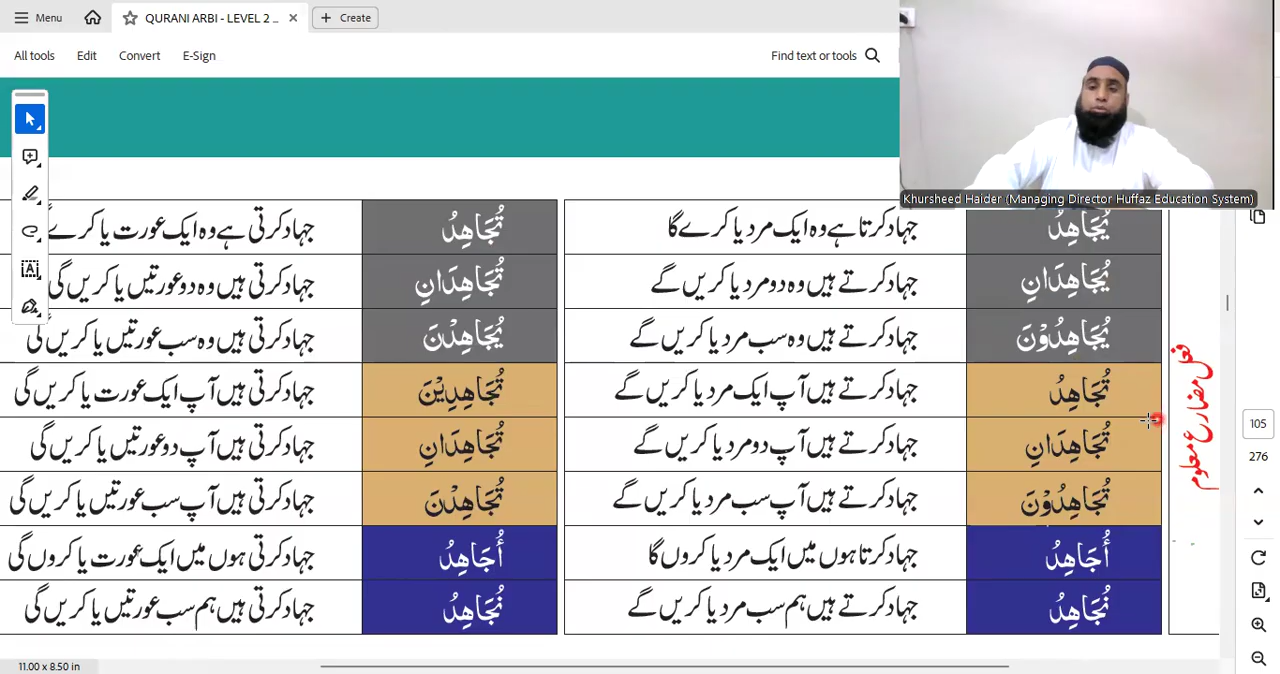 Menu
QURANI ARBI - LEVEL 2 ...
Create
All tools Edit Convert E-Sign
Find text or tools
Khursheed Haider (Managing Director Huffaz Education System)
يُجَاهِدُ جہاد کرتا ہے وہ ایک مرد یا کرے گا تُجَاهِدُ جہاد کرتی ہے وہ ایک عورت یا کرے
يُجَاهِدَانِ جہاد کرتے ہیں وہ دو مرد یا کریں گے تُجَاهِدَانِ جہاد کرتی ہیں وہ دو عورتیں یا کریں گی
يُجَاهِدُوْنَ جہاد کرتے ہیں وہ سب مرد یا کریں گے يُجَاهِدْنَ جہاد کرتی ہیں وہ سب عورتیں یا کریں گی
تُجَاهِدُ جہاد کرتے ہیں آپ ایک مرد یا کریں گے تُجَاهِدِيْنَ جہاد کرتی ہیں آپ ایک عورت یا کریں گی
تُجَاهِدَانِ جہاد کرتے ہیں آپ دو مرد یا کریں گے تُجَاهِدَانِ جہاد کرتی ہیں آپ دو عورتیں یا کریں گی
تُجَاهِدُوْنَ جہاد کرتے ہیں آپ سب مرد یا کریں گے تُجَاهِدْنَ جہاد کرتی ہیں آپ سب عورتیں یا کریں گی
أُجَاهِدُ جہاد کرتا ہوں میں ایک مرد یا کروں گا أُجَاهِدُ جہاد کرتی ہوں میں ایک عورت یا کروں گی
نُجَاهِدُ جہاد کرتے ہیں ہم سب مرد یا کریں گے نُجَاهِدُ جہاد کرتی ہیں ہم سب عورتیں یا کریں گی
فعل مضارع معلوم
105
276
11.00 x 8.50 in